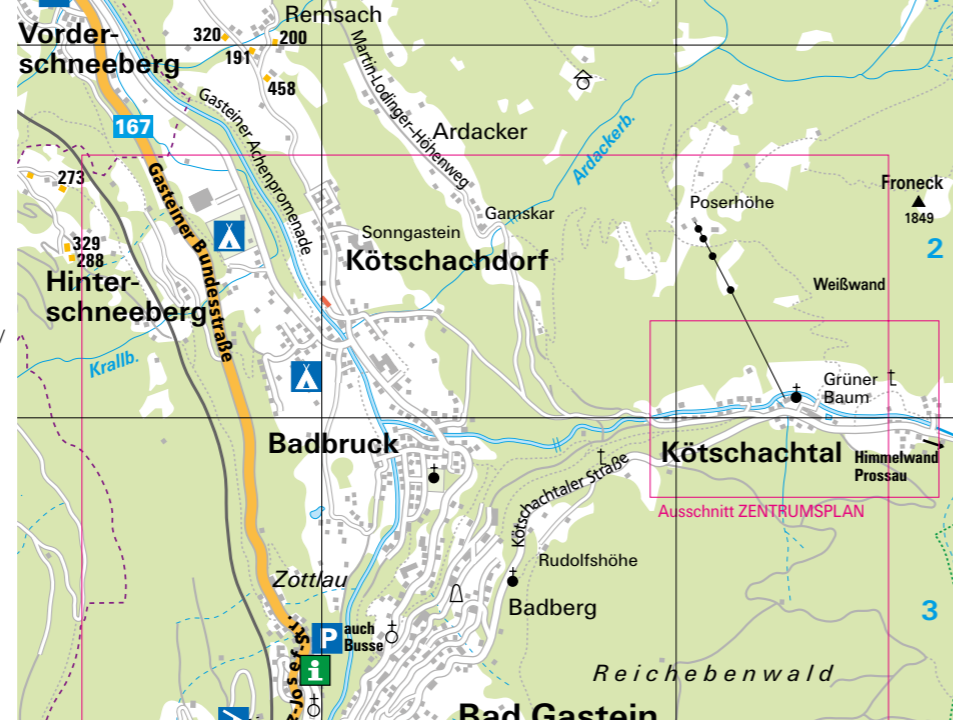 Remsach
Vorder-
schneeberg
320
200
191
458
Martin-Lodinger-Höhenweg
Gasteiner Achenpromenade
Ardacker
Ardackerb.
167
273
Gasteiner Bundesstraße
Froneck
1849
Poserhöhe
Gamskar
Sonngastein
Kötschachdorf
2
329
288
Hinter-
schneeberg
Weißwand
Krallb.
Grüner
Baum
Badbruck
Kötschachtal
Himmelwand
Prossau
Kötschachtaler Straße
Ausschnitt ZENTRUMSPLAN
Rudolfshöhe
Zottlau
Badberg
3
P
auch
Busse
i
Reichebenwald
Bad Gastein